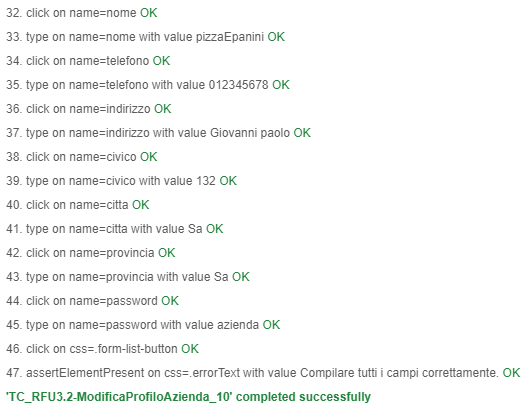 32. click on name=nome OK
33. type on name=nome with value pizzaEpanini OK
34. click on name=telefono OK
35. type on name=telefono with value 012345678 OK
36. click on name=indirizzo OK
37. type on name=indirizzo with value Giovanni paolo OK
38. click on name=civico OK
39. type on name=civico with value 132 OK
40. click on name=citta OK
41. type on name=citta with value Sa OK
42. click on name=provincia OK
43. type on name=provincia with value Sa OK
44. click on name=password OK
45. type on name=password with value azienda OK
46. click on css=.form-list-button OK
47. assertElementPresent on css=.errorText with value Compilare tutti i campi correttamente. OK
'TC_RFU3.2-ModificaProfiloAzienda_10' completed successfully